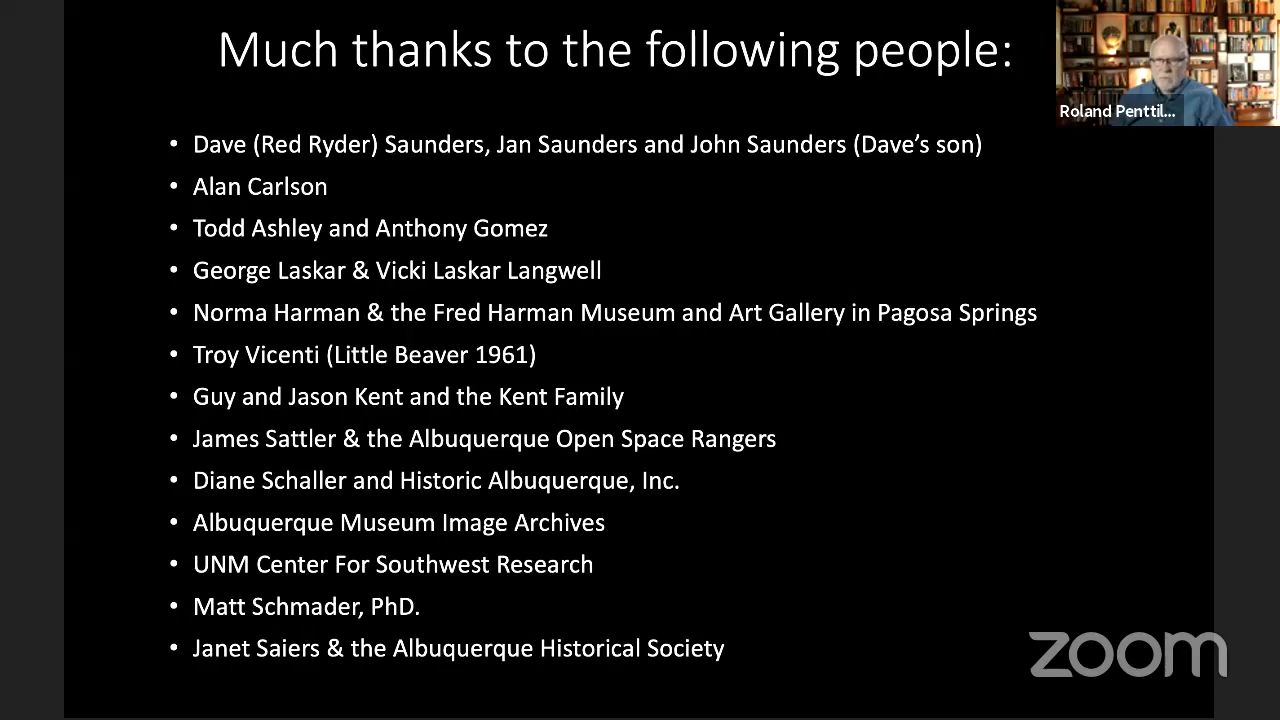 Much thanks to the following people:
Roland Penttil...
• Dave (Red Ryder) Saunders, Jan Saunders and John Saunders (Dave’s son)
• Alan Carlson
• Todd Ashley and Anthony Gomez
• George Laskar & Vicki Laskar Langwell
• Norma Harman & the Fred Harman Museum and Art Gallery in Pagosa Springs
• Troy Vicenti (Little Beaver 1961)
• Guy and Jason Kent and the Kent Family
• James Sattler & the Albuquerque Open Space Rangers
• Diane Schaller and Historic Albuquerque, Inc.
• Albuquerque Museum Image Archives
• UNM Center For Southwest Research
• Matt Schmader, PhD.
• Janet Saiers & the Albuquerque Historical Society
zoom